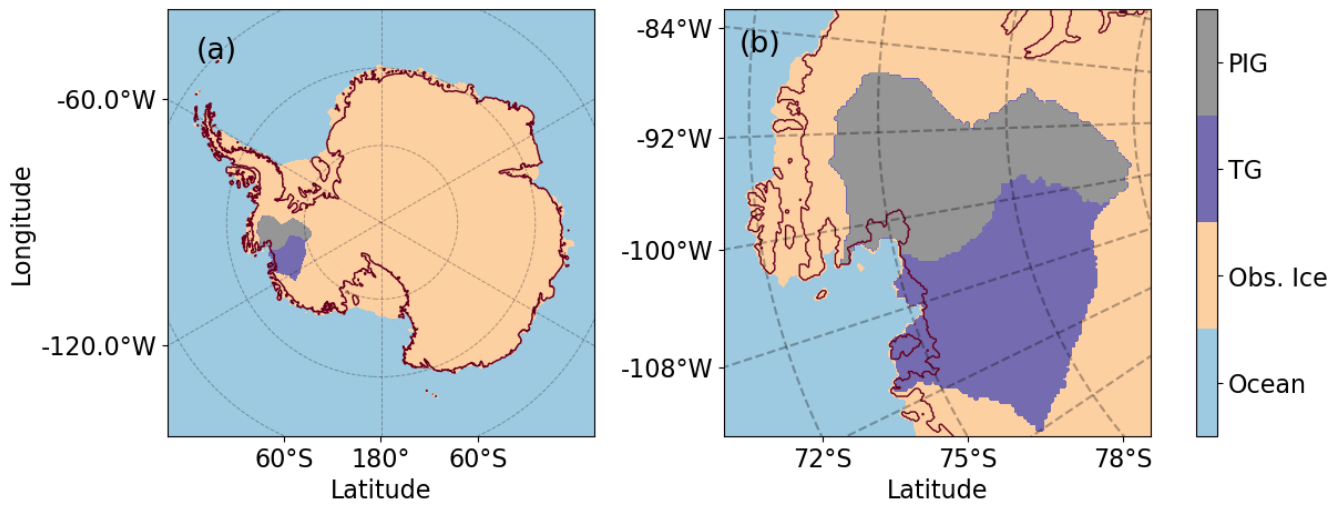 (a)
-60.0°W
-120.0°W
Longitude
60°S 180° 60°S
Latitude
(b)
-84°W
-92°W
-100°W
-108°W
72°S 75°S 78°S
Latitude
PIG
TG
Obs. Ice
Ocean